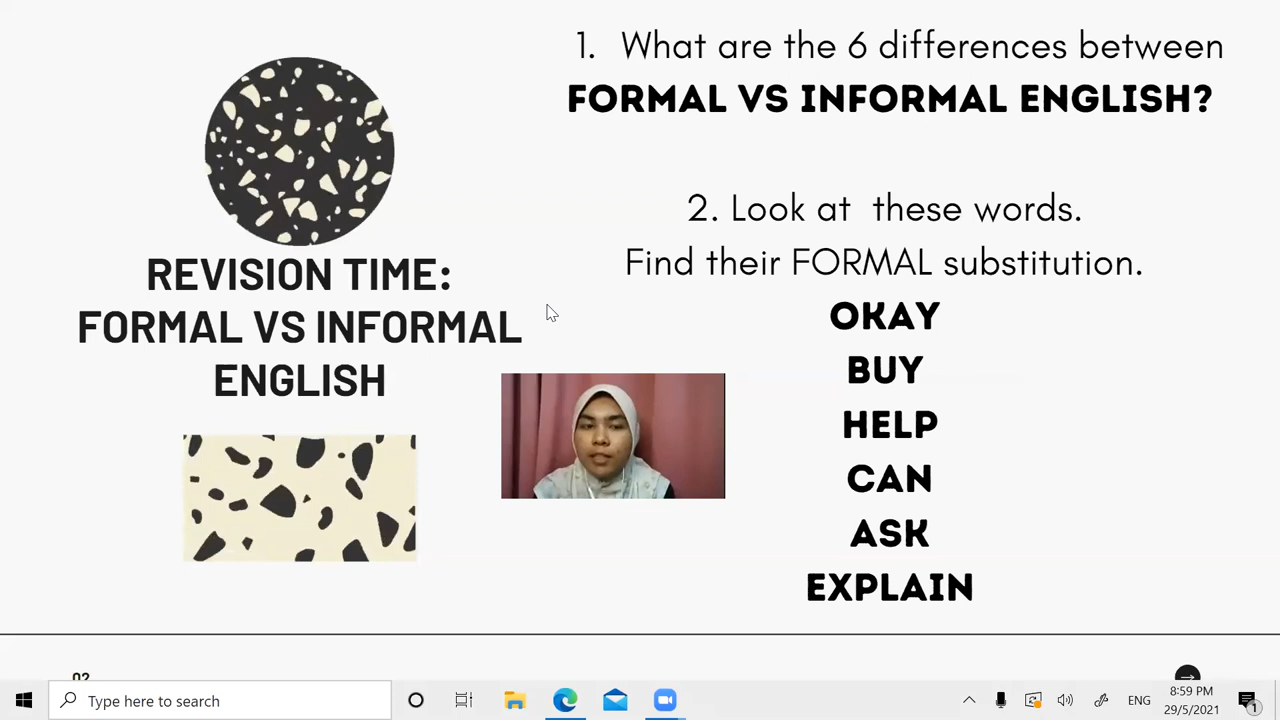 1. What are the 6 differences between
FORMAL VS INFORMAL ENGLISH?
2. Look at these words.
Find their FORMAL substitution.
OKAY
BUY
HELP
CAN
ASK
EXPLAIN
REVISION TIME:
FORMAL VS INFORMAL
ENGLISH
02
Type here to search
ENG
8:59 PM
29/5/2021
1